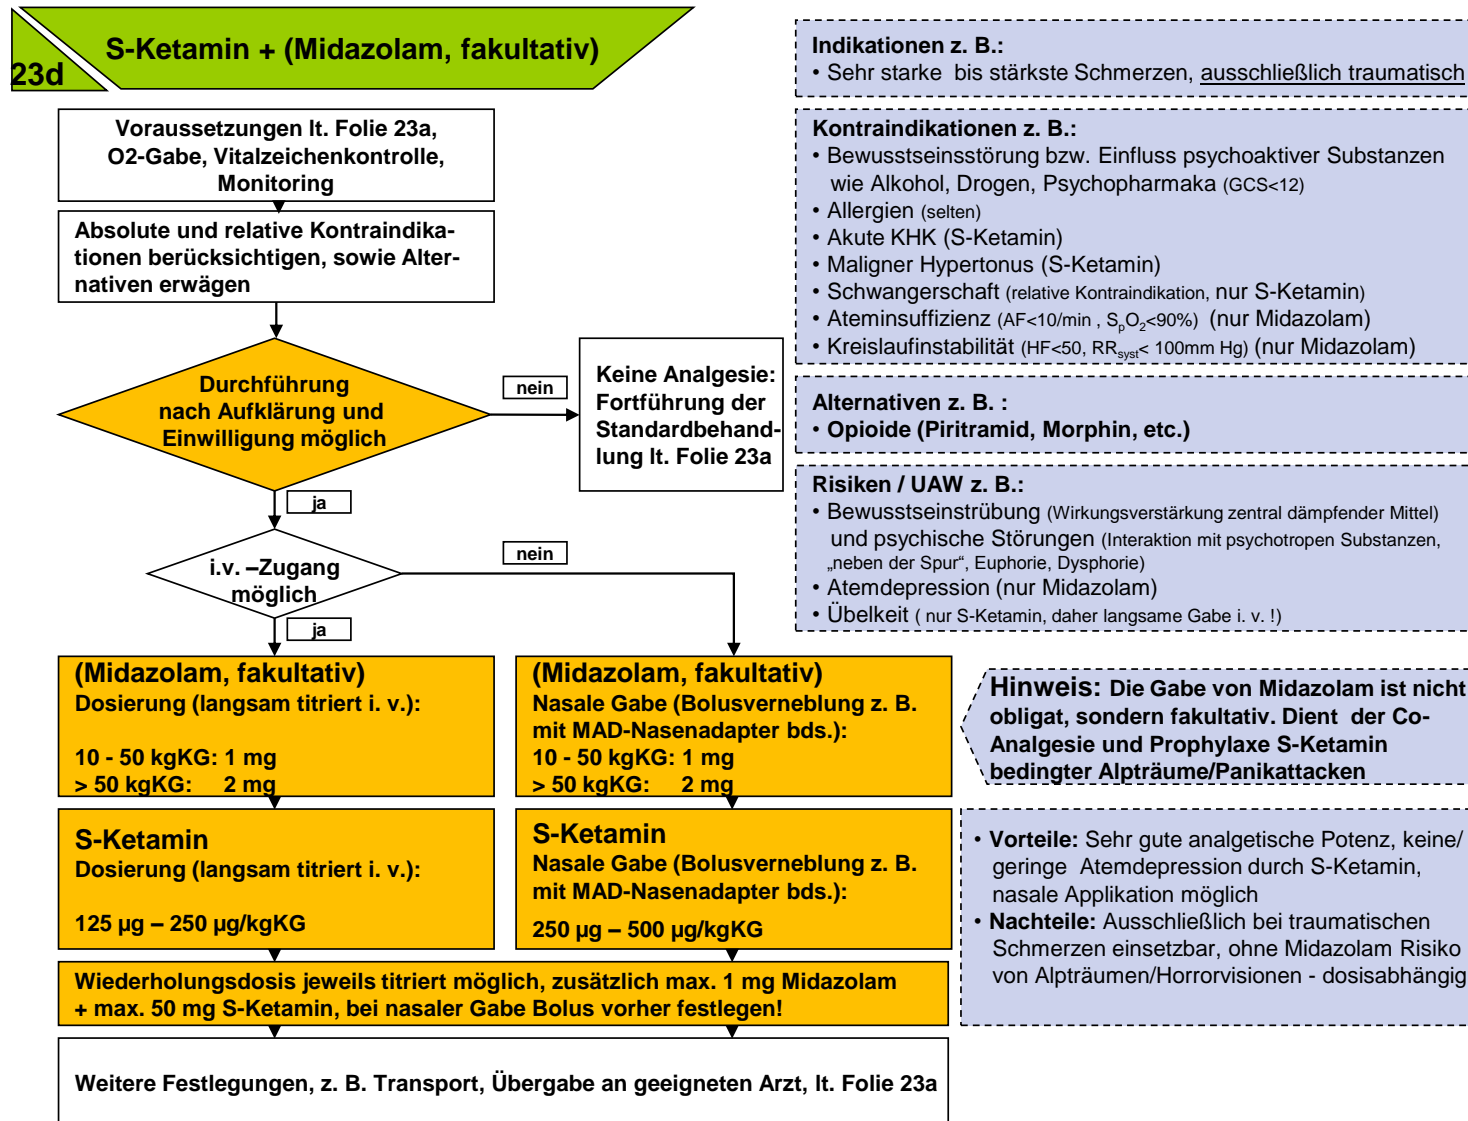 S-Ketamin + (Midazolam, fakultativ)
23d
Voraussetzungen lt. Folie 23a,
O2-Gabe, Vitalzeichenkontrolle,
Monitoring
Absolute und relative Kontraindika-
tionen berücksichtigen, sowie Alter-
nativen erwägen
Durchführung
nach Aufklärung und
Einwilligung möglich
nein
Keine Analgesie:
Fortführung der
Standardbehand-
lung lt. Folie 23a
ja
i.v. –Zugang
möglich
nein
ja
(Midazolam, fakultativ)
Dosierung (langsam titriert i. v.):
10 - 50 kgKG: 1 mg
> 50 kgKG: 2 mg
(Midazolam, fakultativ)
Nasale Gabe (Bolusverneblung z. B.
mit MAD-Nasenadapter bds.):
10 - 50 kgKG: 1 mg
> 50 kgKG: 2 mg
S-Ketamin
Dosierung (langsam titriert i. v.):
125 µg – 250 µg/kgKG
S-Ketamin
Nasale Gabe (Bolusverneblung z. B.
mit MAD-Nasenadapter bds.):
250 µg – 500 µg/kgKG
Wiederholungsdosis jeweils titriert möglich, zusätzlich max. 1 mg Midazolam
+ max. 50 mg S-Ketamin, bei nasaler Gabe Bolus vorher festlegen!
Weitere Festlegungen, z. B. Transport, Übergabe an geeigneten Arzt, lt. Folie 23a
Indikationen z. B.:
• Sehr starke bis stärkste Schmerzen, ausschließlich traumatisch
Kontraindikationen z. B.:
• Bewusstseinsstörung bzw. Einfluss psychoaktiver Substanzen
wie Alkohol, Drogen, Psychopharmaka (GCS<12)
• Allergien (selten)
• Akute KHK (S-Ketamin)
• Maligner Hypertonus (S-Ketamin)
• Schwangerschaft (relative Kontraindikation, nur S-Ketamin)
• Ateminsuffizienz (AF<10/min , SpO2<90%) (nur Midazolam)
• Kreislaufinstabilität (HF<50, RRsyst< 100mm Hg) (nur Midazolam)
Alternativen z. B. :
• Opioide (Piritramid, Morphin, etc.)
Risiken / UAW z. B.:
• Bewusstseinstrübung (Wirkungsverstärkung zentral dämpfender Mittel)
und psychische Störungen (Interaktion mit psychotropen Substanzen,
„neben der Spur“, Euphorie, Dysphorie)
• Atemdepression (nur Midazolam)
• Übelkeit ( nur S-Ketamin, daher langsame Gabe i. v. !)
Hinweis: Die Gabe von Midazolam ist nicht
obligat, sondern fakultativ. Dient der Co-
Analgesie und Prophylaxe S-Ketamin
bedingter Alpträume/Panikattacken
• Vorteile: Sehr gute analgetische Potenz, keine/
geringe Atemdepression durch S-Ketamin,
nasale Applikation möglich
• Nachteile: Ausschließlich bei traumatischen
Schmerzen einsetzbar, ohne Midazolam Risiko
von Alpträumen/Horrorvisionen - dosisabhängig